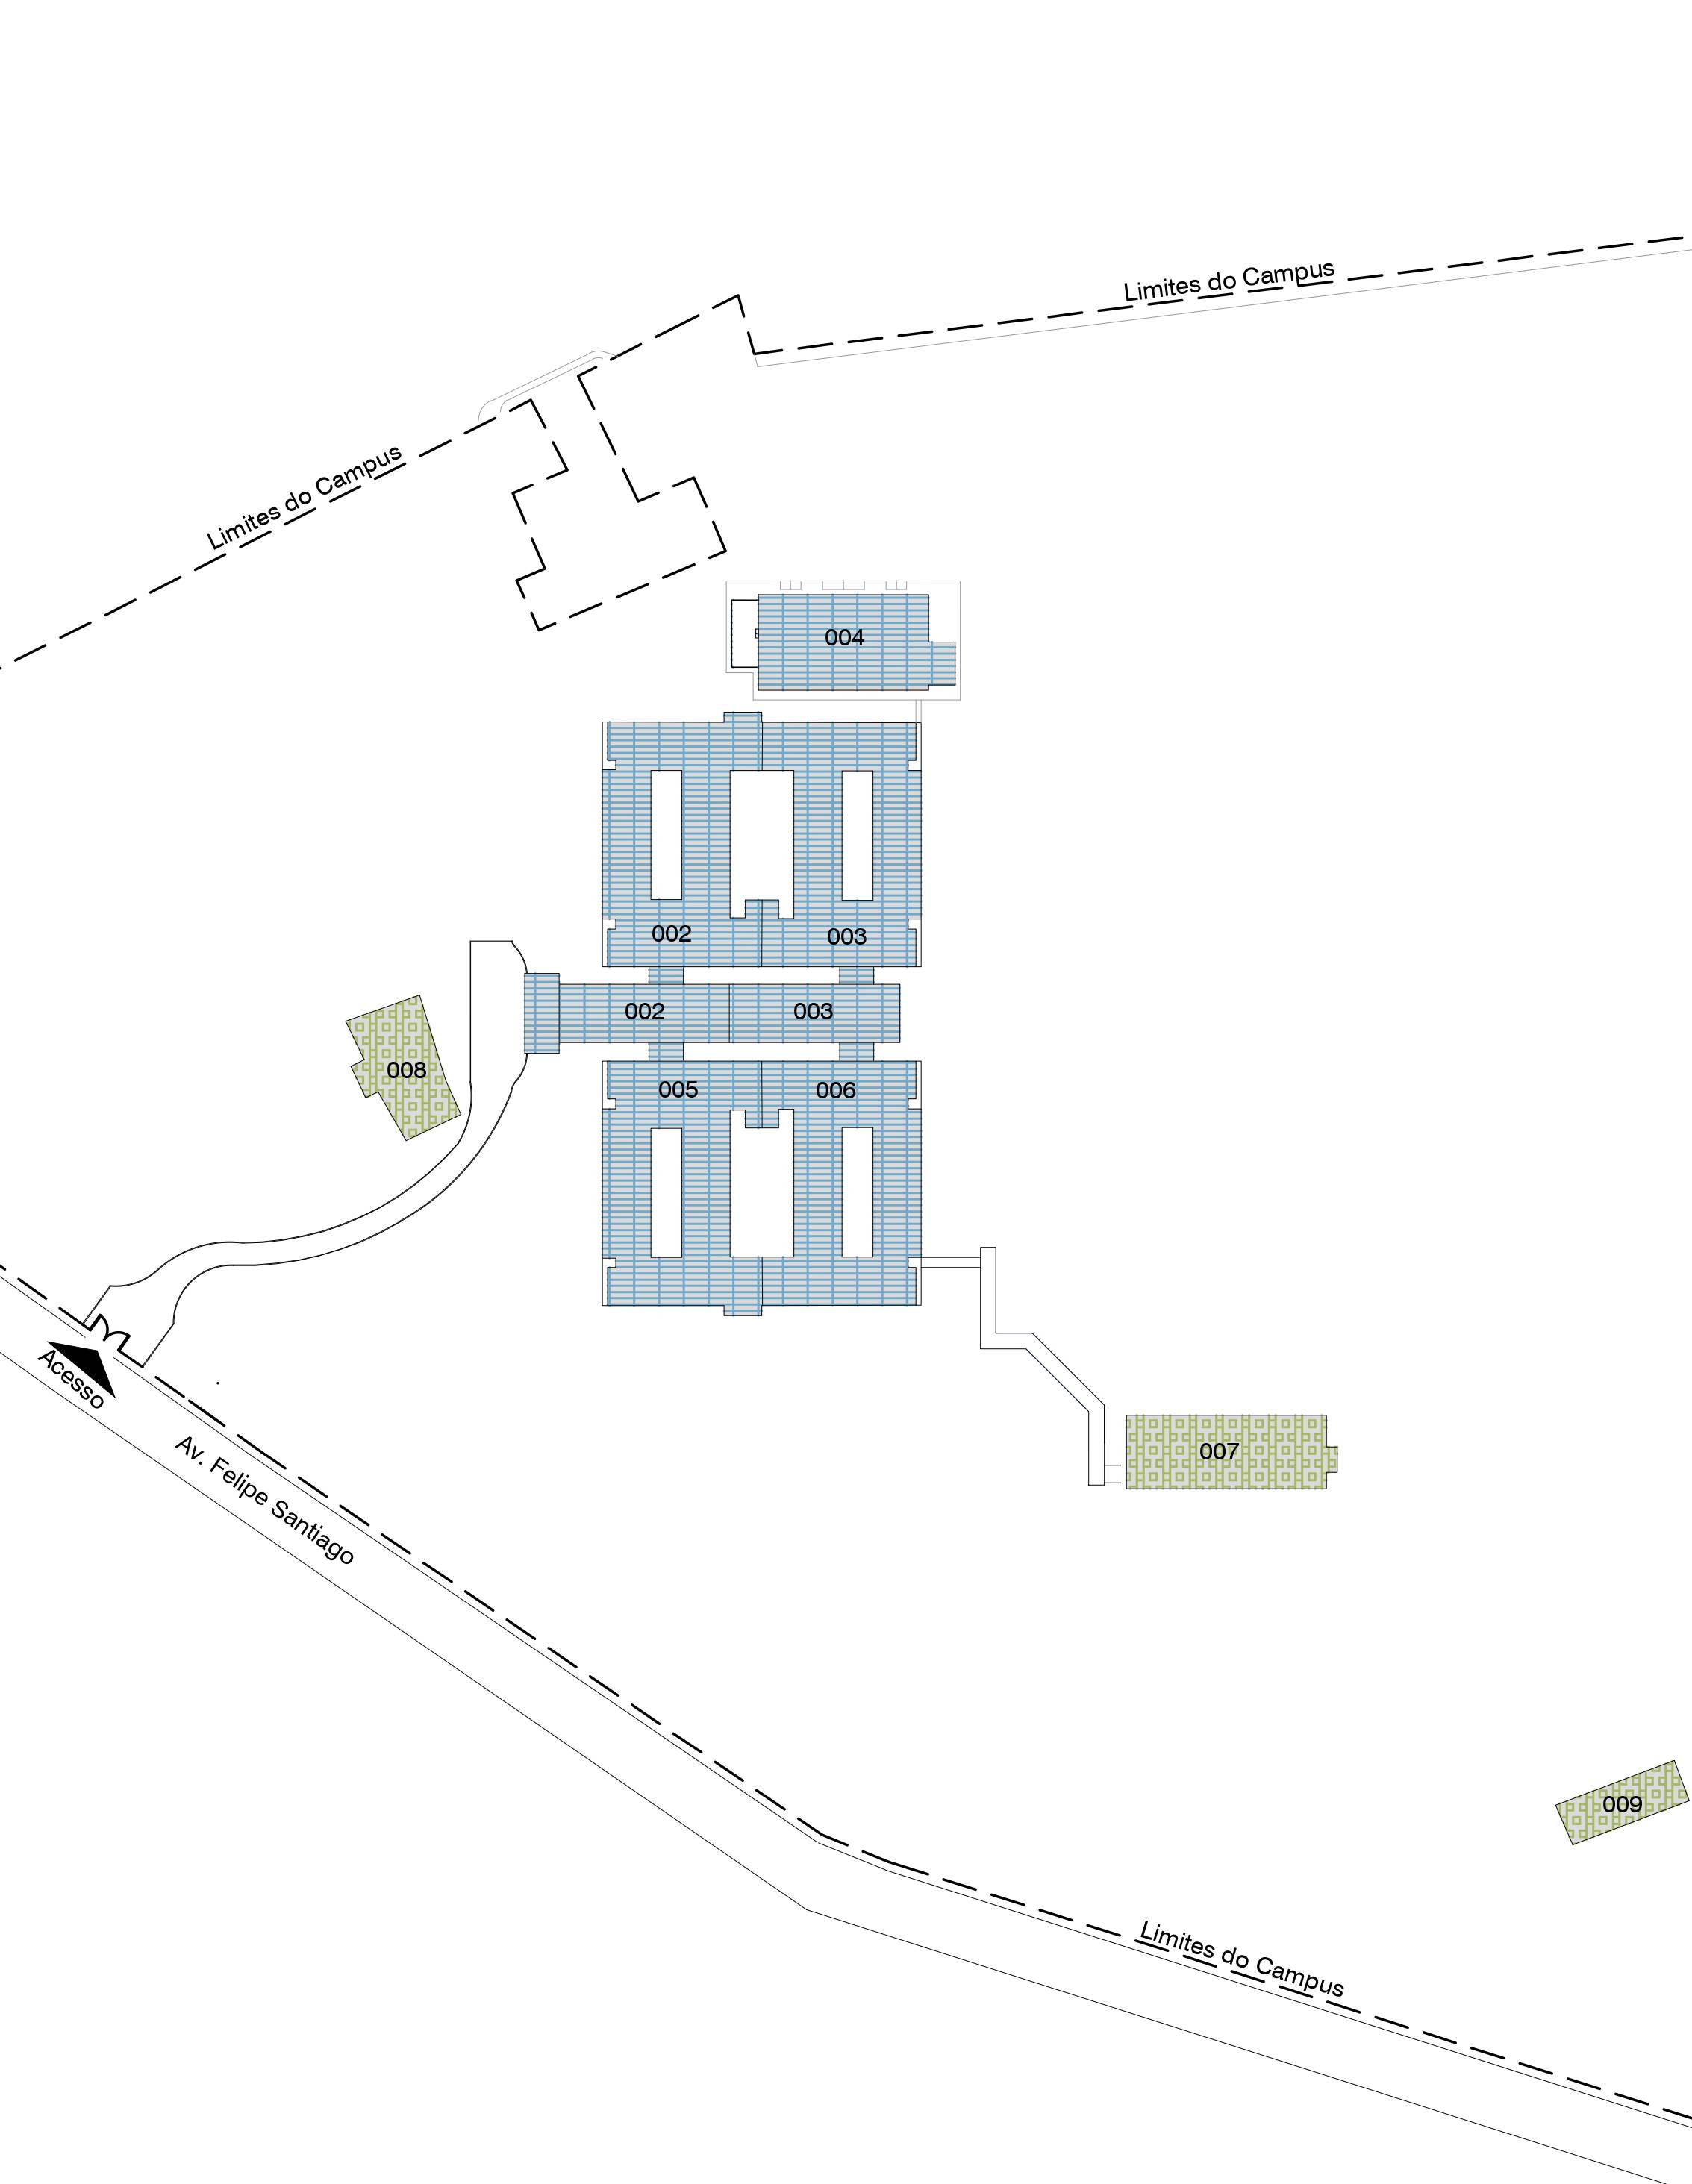 Limites do Campus
Limites do Campus
004
002
003
002
003
008
005
006
Acesso
Av. Felipe Santiago
007
009
Limites do Campus